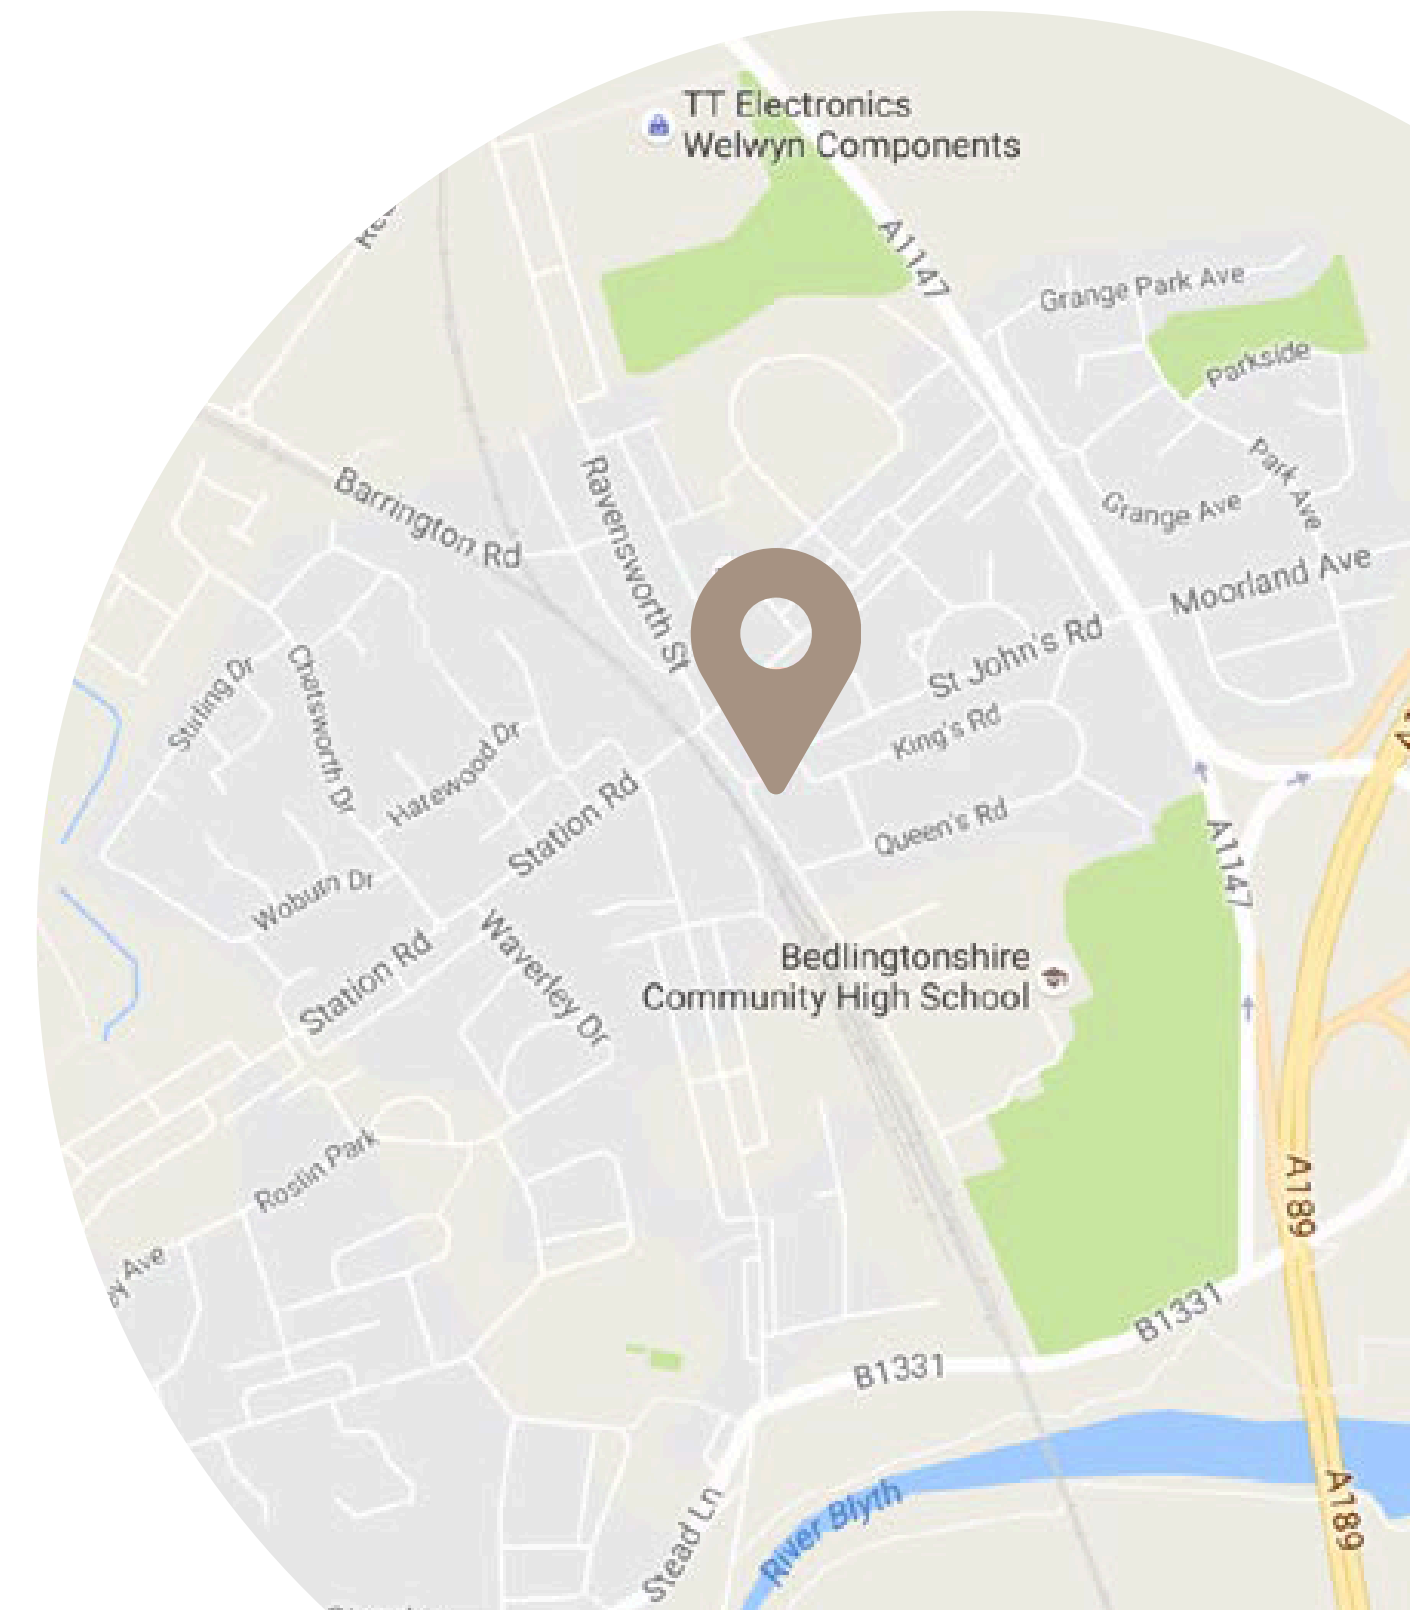 TT Electronics
Welwyn Components
A1147
Grange Park Ave
Parkside
Barrington Rd
Ravensworth St
Park Ave
Grange Ave
Moorland Ave
St John's Rd
Stirling Dr
Chatsworth Dr
Harewood Dr
King's Rd
Station Rd
Queen's Rd
A1147
Woburn Dr
Station Rd
Waverley Dr
Bedlingtonshire
Community High School
Roslin Park
A189
Ave
B1331
B1331
River Blyth
Stead Ln
A189